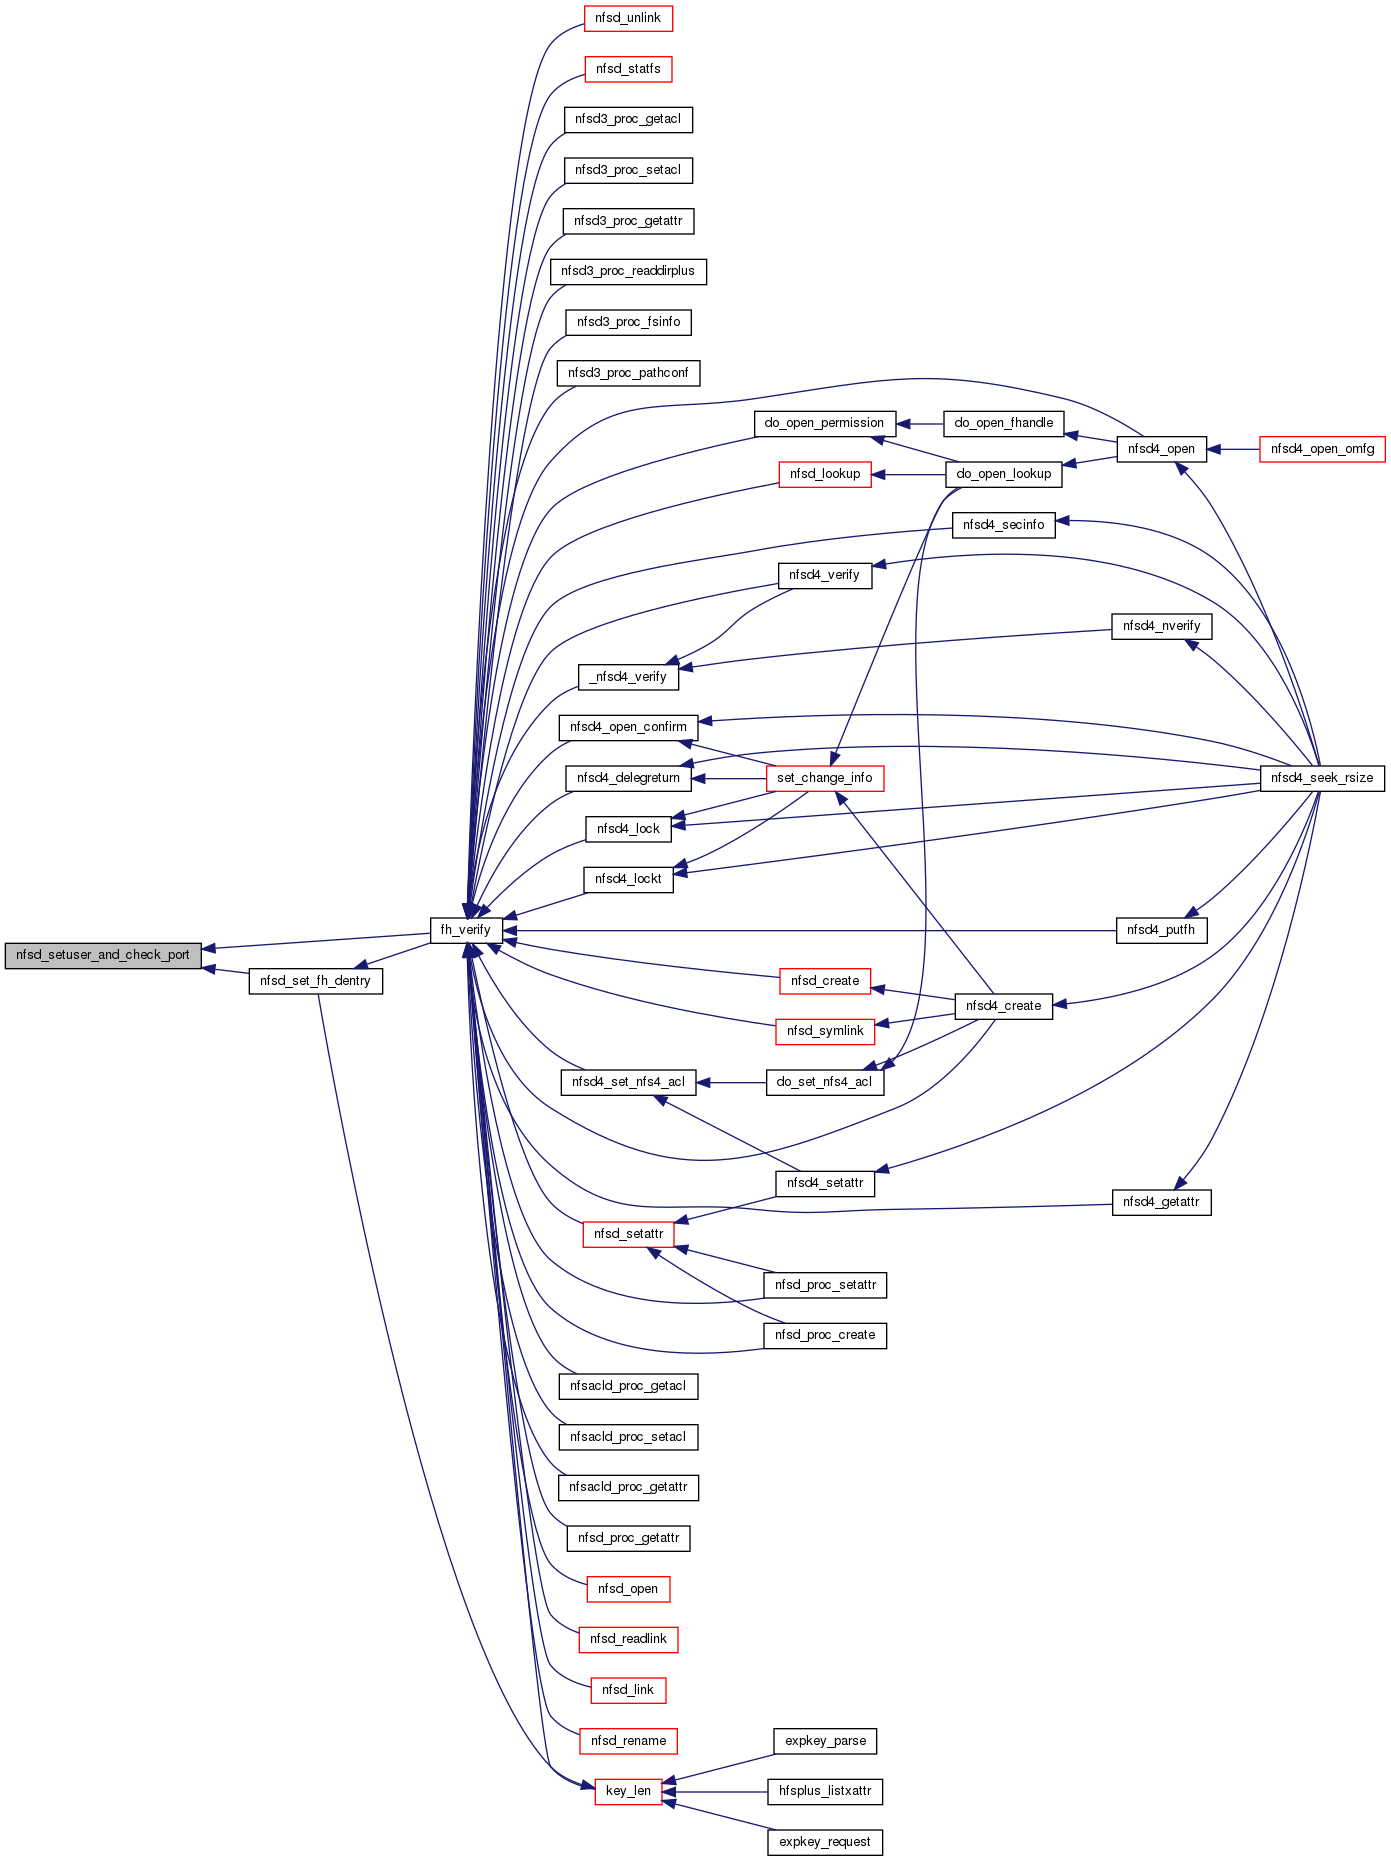 nfsd_unlink
nfsd_statfs
nfsd3_proc_getacl
nfsd3_proc_setacl
nfsd3_proc_getattr
nfsd3_proc_readdirplus
nfsd3_proc_fsinfo
nfsd3_proc_pathconf
do_open_permission
do_open_fhandle
nfsd4_open
nfsd4_open_omfg
nfsd_lookup
do_open_lookup
nfsd4_secinfo
nfsd4_verify
nfsd4_nverify
_nfsd4_verify
nfsd4_open_confirm
nfsd4_delegreturn
set_change_info
nfsd4_seek_rsize
nfsd4_lock
nfsd4_lockt
fh_verify
nfsd4_putfh
nfsd_setuser_and_check_port
nfsd_set_fh_dentry
nfsd_create
nfsd4_create
nfsd_symlink
nfsd4_set_nfs4_acl
do_set_nfs4_acl
nfsd4_setattr
nfsd4_getattr
nfsd_setattr
nfsd_proc_setattr
nfsd_proc_create
nfsacld_proc_getacl
nfsacld_proc_setacl
nfsacld_proc_getattr
nfsd_proc_getattr
nfsd_open
nfsd_readlink
nfsd_link
nfsd_rename
expkey_parse
key_len
hfsplus_listxattr
expkey_request